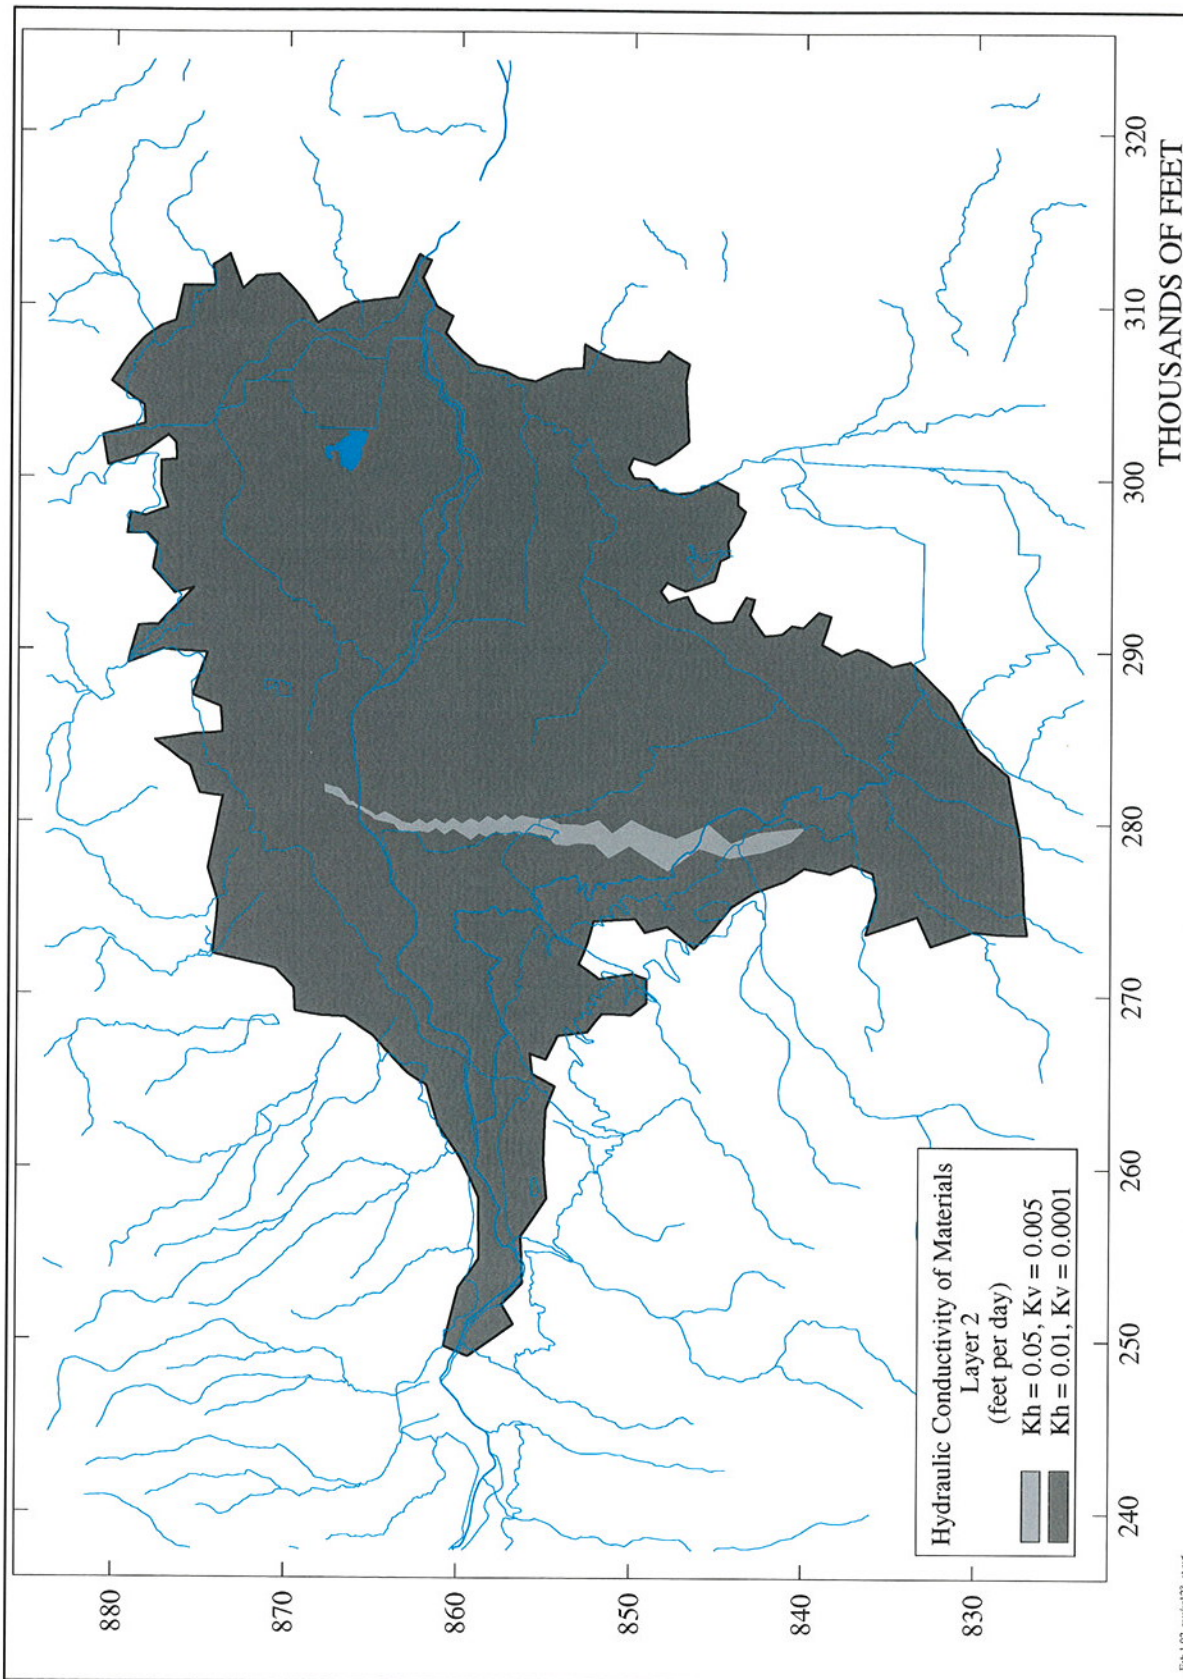 880
870
860
850
840
830
240
250
260
270
280
290
300
310
320
THOUSANDS OF FEET
Hydraulic Conductivity of Materials
Layer 2
(feet per day)
Kh = 0.05, Kv = 0.005
Kh = 0.01, Kv = 0.0001